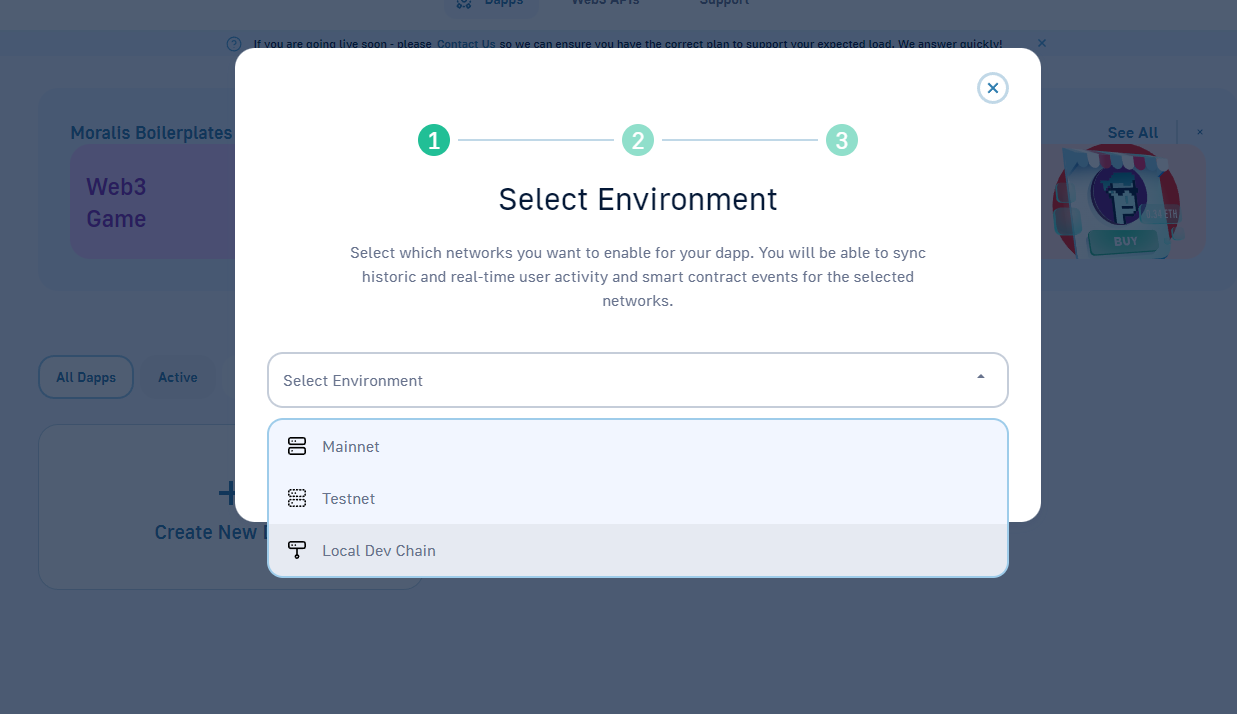 Dapps Web3 APIs Support
If you are going live soon - please Contact Us so we can ensure you have the correct plan to support your expected load. We answer quickly!
1 2 3
Moralis Boilerplates
See All
Web3
Game
BUY
Select Environment
Select which networks you want to enable for your dapp. You will be able to sync
historic and real-time user activity and smart contract events for the selected
networks.
All Dapps
Active
Select Environment
Mainnet
Testnet
Create New
Local Dev Chain